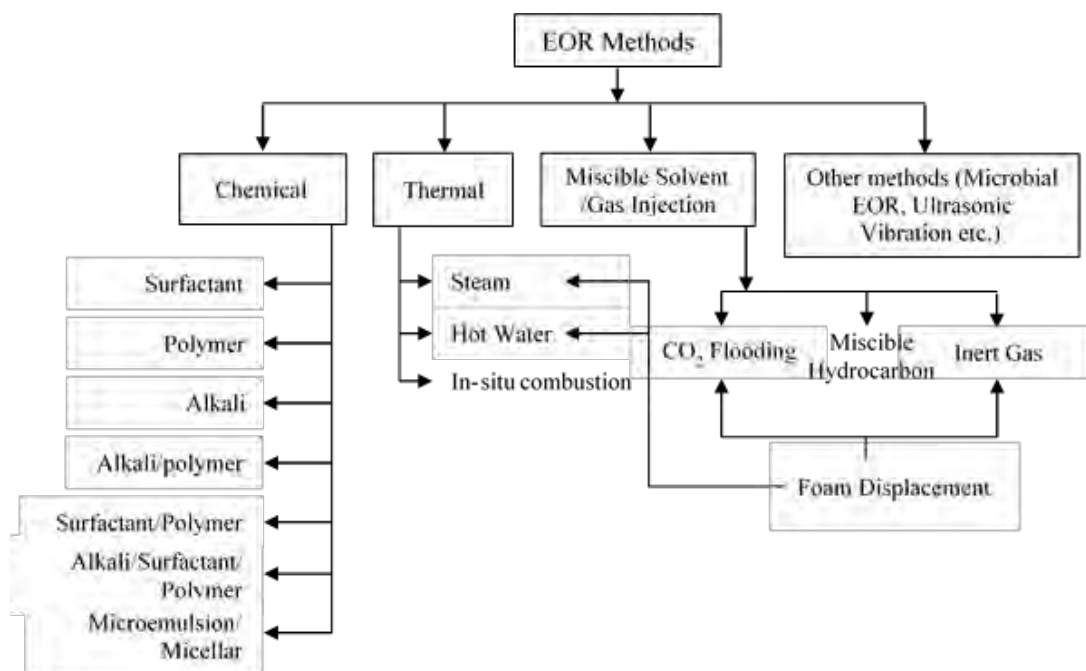 EOR Methods
Chemical
Thermal
Miscible Solvent
/Gas Injection
Other methods (Microbial
EOR, Ultrasonic
Vibration etc.)
Surfactant
Polymer
Alkali
Alkali/polymer
Surfactant/Polymer
Alkali/Surfactant/
Polymer
Microemulsion/
Micellar
Steam
Hot Water
In-situ combustion
CO₂ Flooding
Miscible
Hydrocarbon
Inert Gas
Foam Displacement